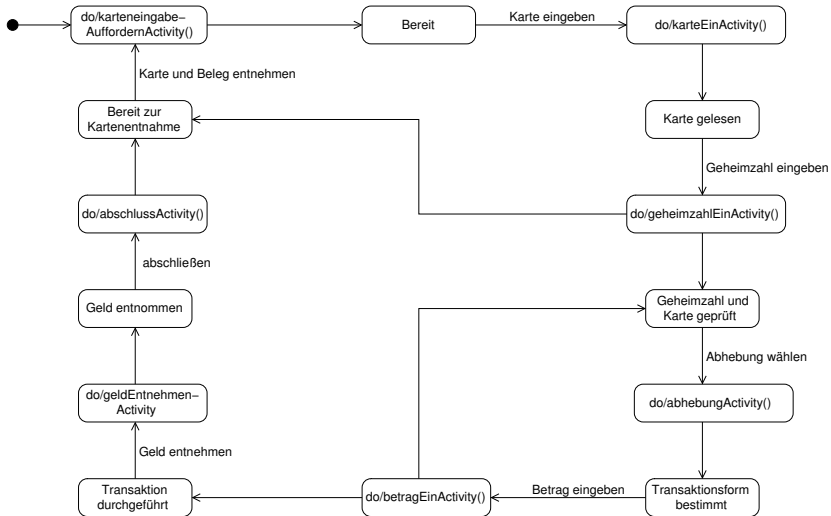 do/karteneingabe–
AuffordernActivity()
Bereit
Karte eingeben
do/karteEinActivity()
Karte und Beleg entnehmen
Bereit zur
Kartenentnahme
Karte gelesen
Geheimzahl eingeben
do/abschlussActivity()
do/geheimzahlEinActivity()
abschließen
Geld entnommen
Geheimzahl und
Karte geprüft
Abhebung wählen
do/geldEntnehmen–
Activity
do/abhebungActivity()
Geld entnehmen
Transaktion
durchgeführt
do/betragEinActivity()
Betrag eingeben
Transaktionsform
bestimmt